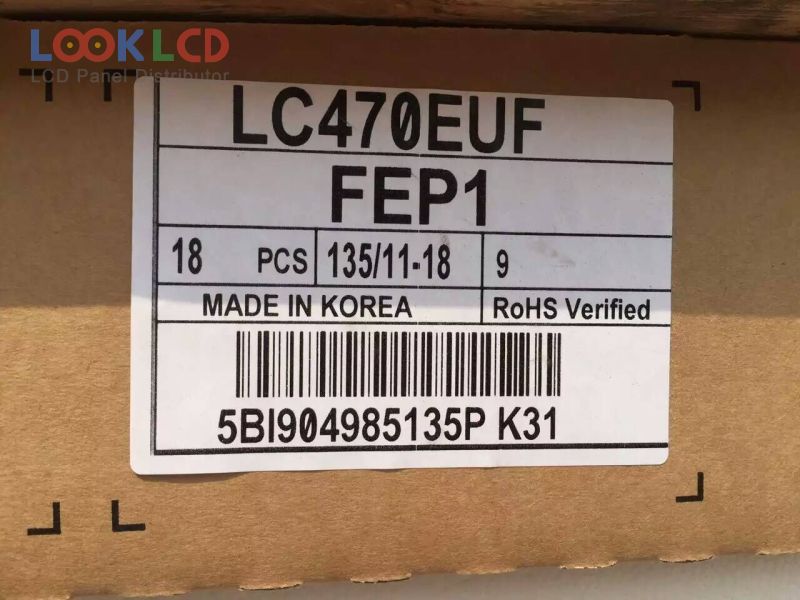 LOOKLCD
LCD Panel Distributor
LC470EUF
FEP1
18 PCS 135/11-18 9
MADE IN KOREA RoHS Verified
5BI904985135P K31